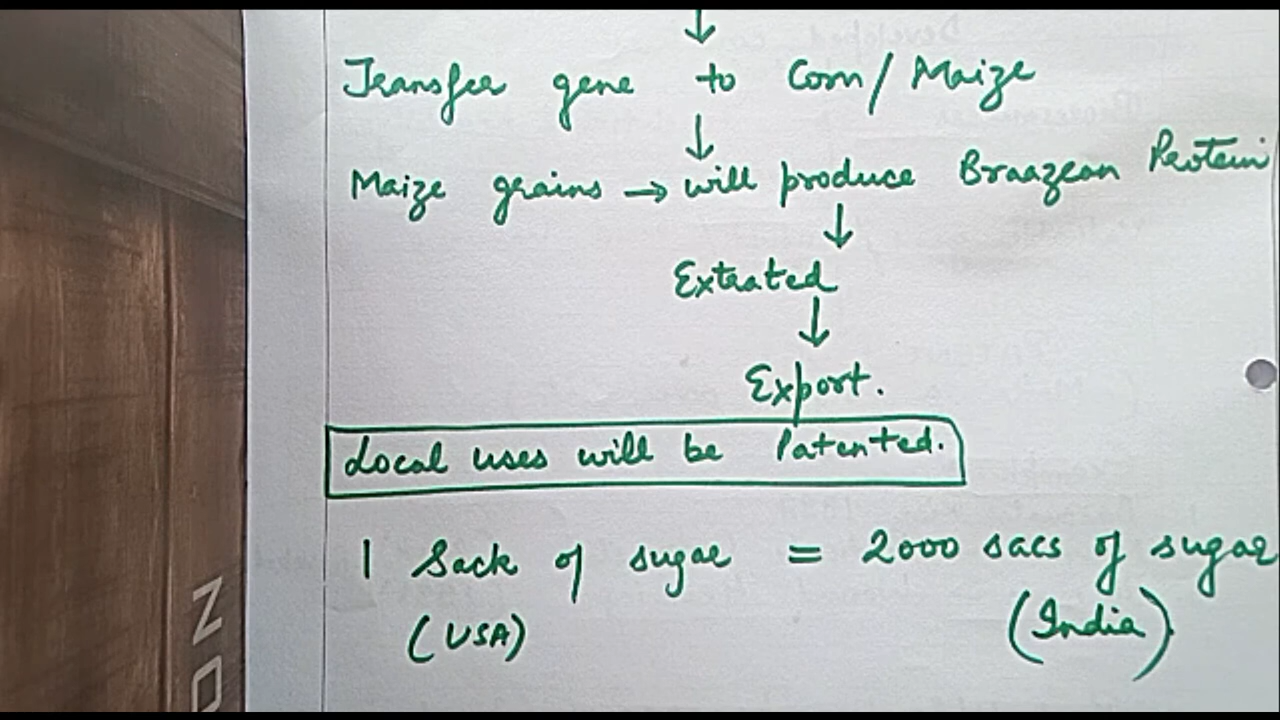 ↓
Transfer gene to Corn/Maize
↓
Maize grains → will produce Braazean Protein
↓
Extrated
↓
Export.
Local uses will be Patented.
1 Sack of sugar = 2000 sacs of sugar
(USA) (India)